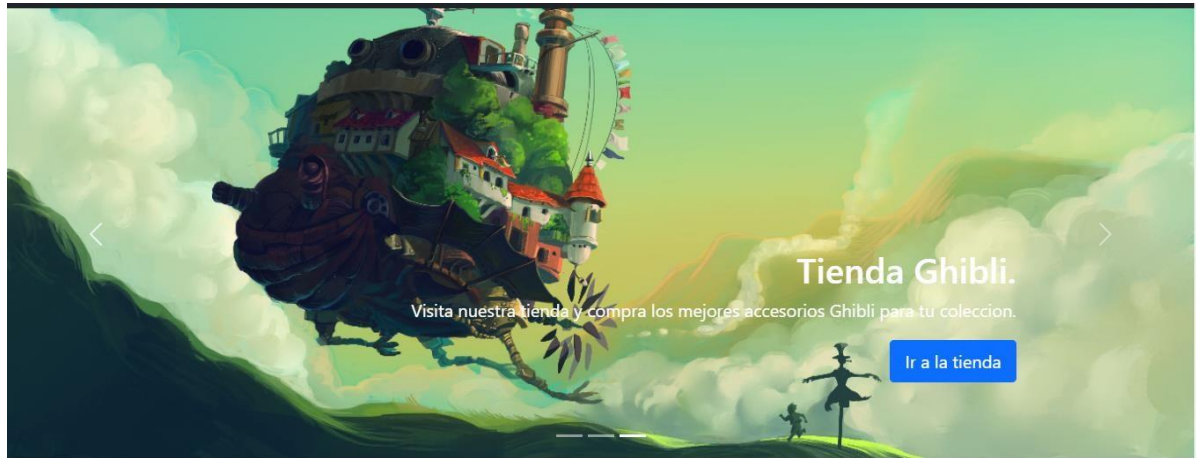 Tienda Ghibli.
Visita nuestra tienda y compra los mejores accesorios Ghibli para tu coleccion.
Ir a la tienda